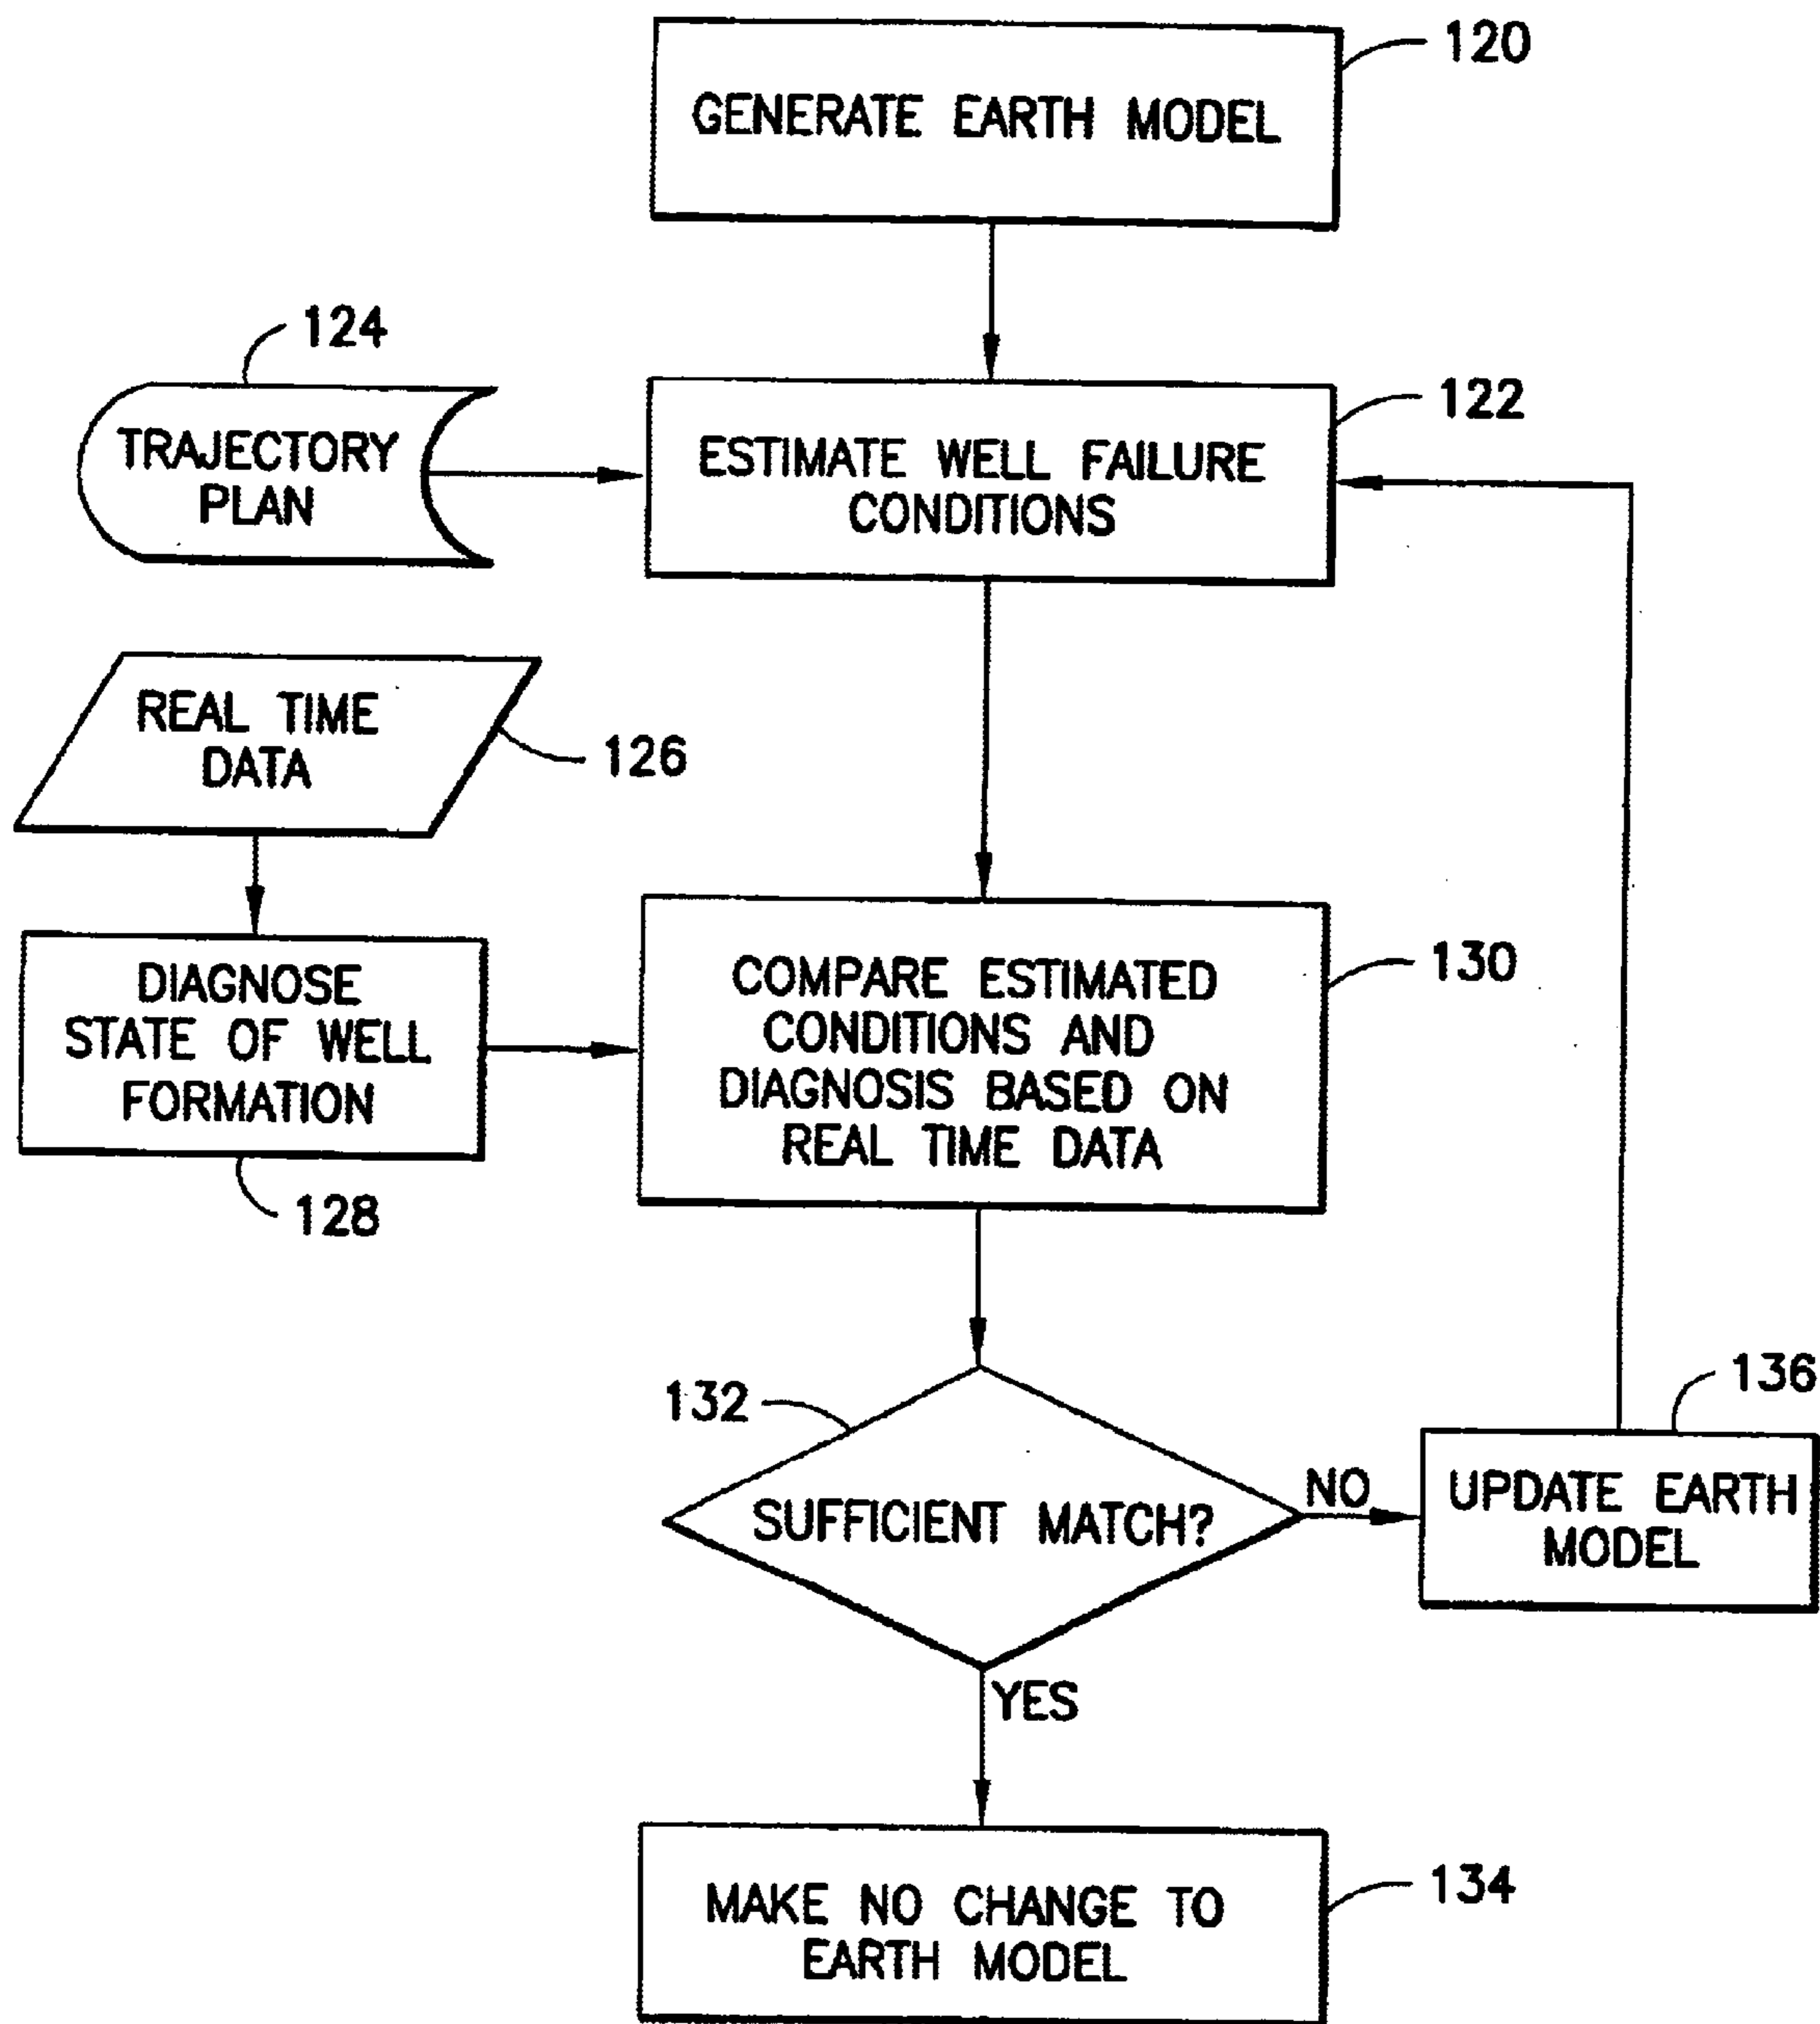 120
GENERATE EARTH MODEL
124
TRAJECTORY
PLAN
122
ESTIMATE WELL FAILURE
CONDITIONS
REAL TIME
DATA
126
DIAGNOSE
STATE OF WELL
FORMATION
128
COMPARE ESTIMATED
CONDITIONS AND
DIAGNOSIS BASED ON
REAL TIME DATA
130
132
SUFFICIENT MATCH?
NO
136
UPDATE EARTH
MODEL
YES
MAKE NO CHANGE TO
EARTH MODEL
134